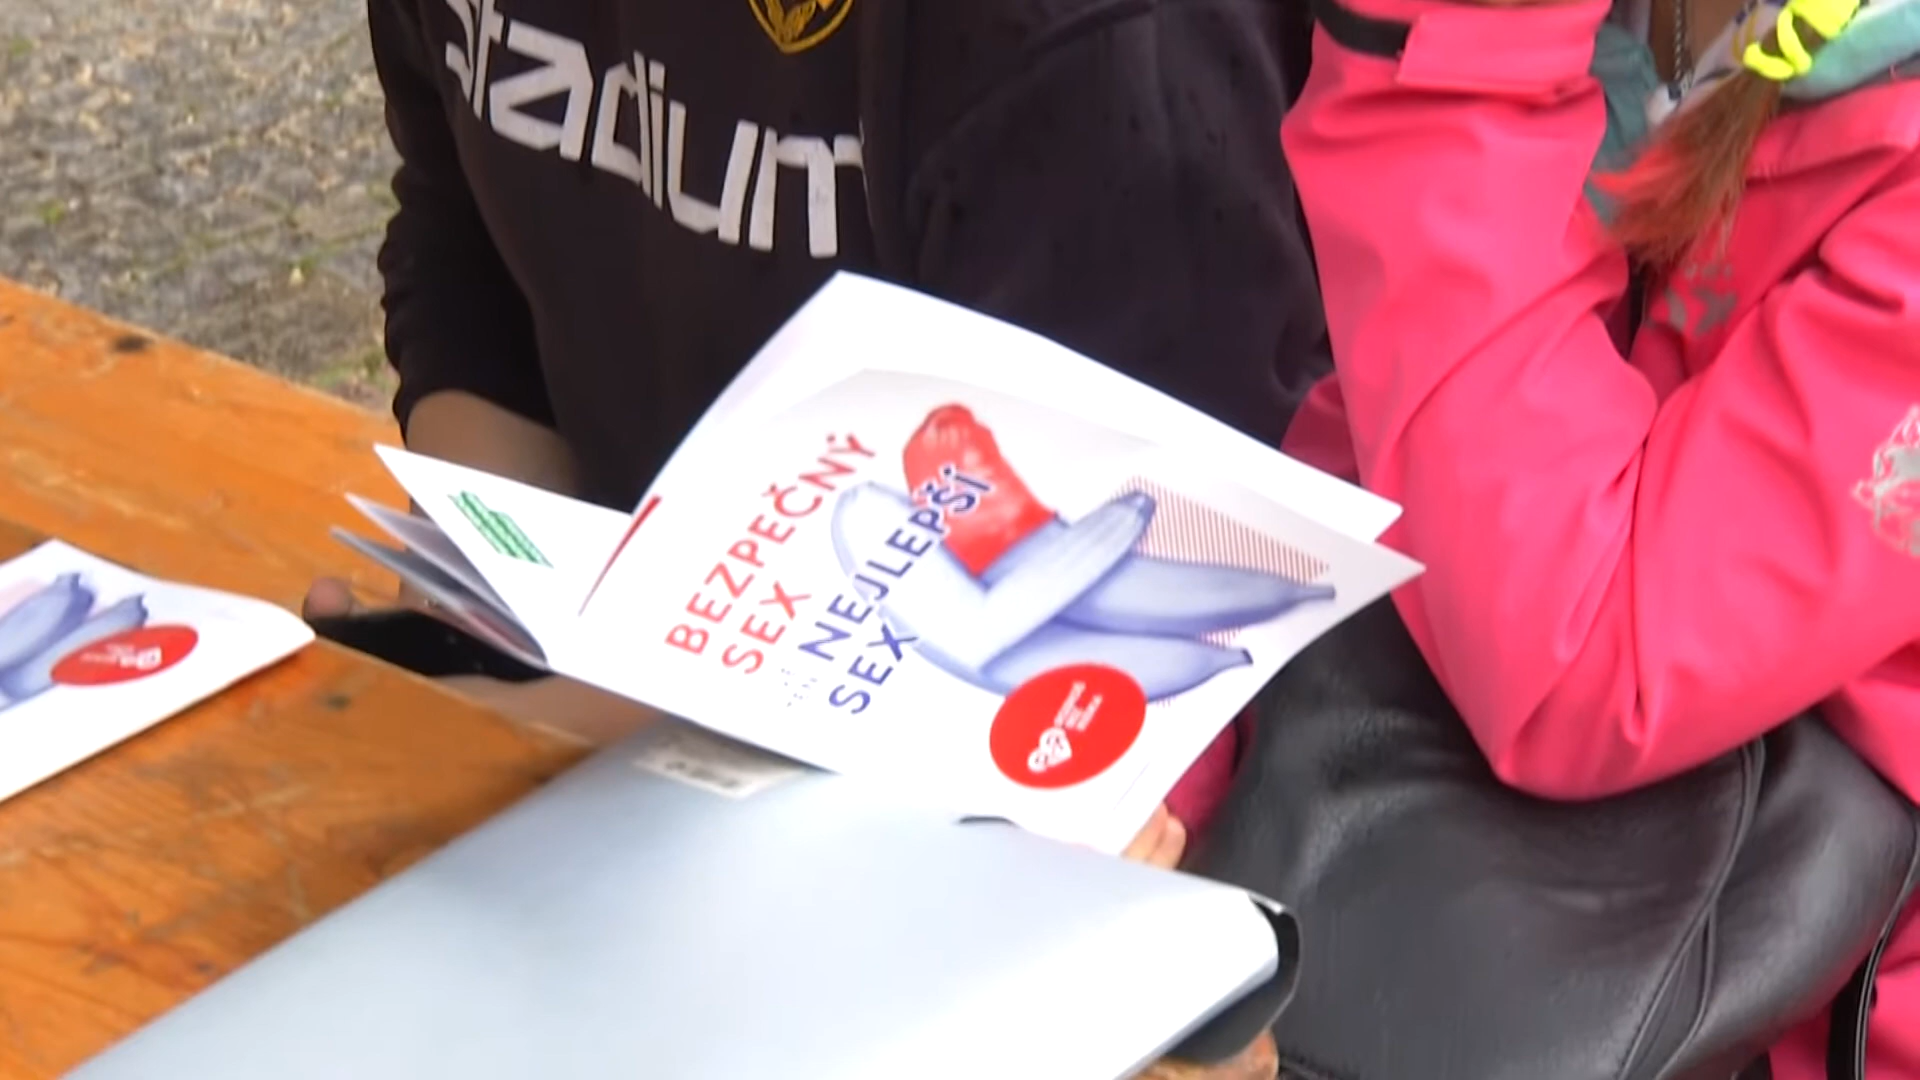 stadium
BEZPEČNÝ
SEX
NEJLEPŠÍ
SEX